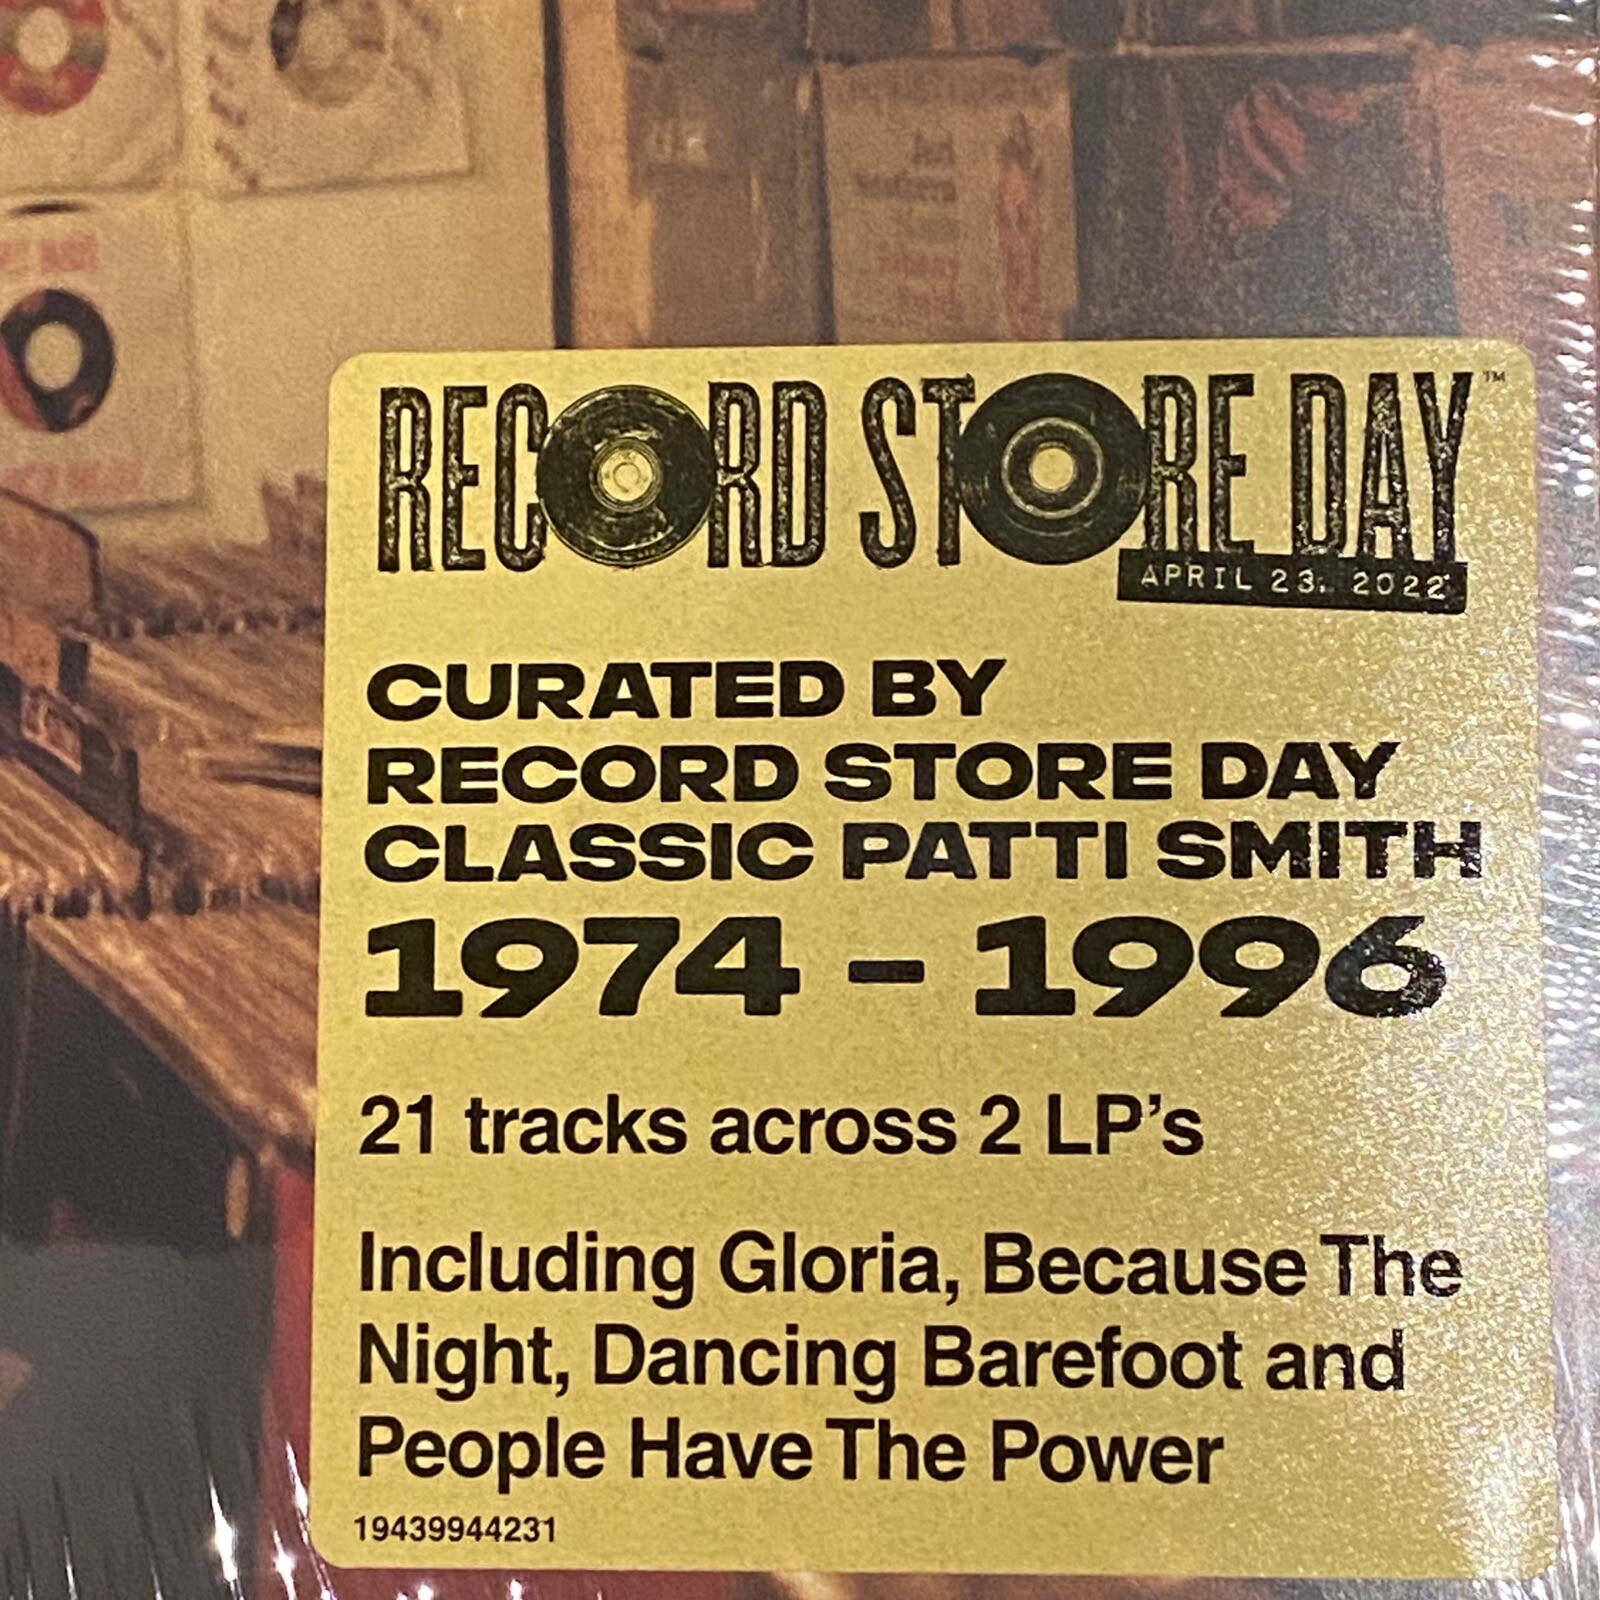 RECORD STORE DAY™
APRIL 23, 2022
CURATED BY
RECORD STORE DAY
CLASSIC PATTI SMITH
1974 – 1996
21 tracks across 2 LP’s
Including Gloria, Because The
Night, Dancing Barefoot and
People Have The Power
19439944231